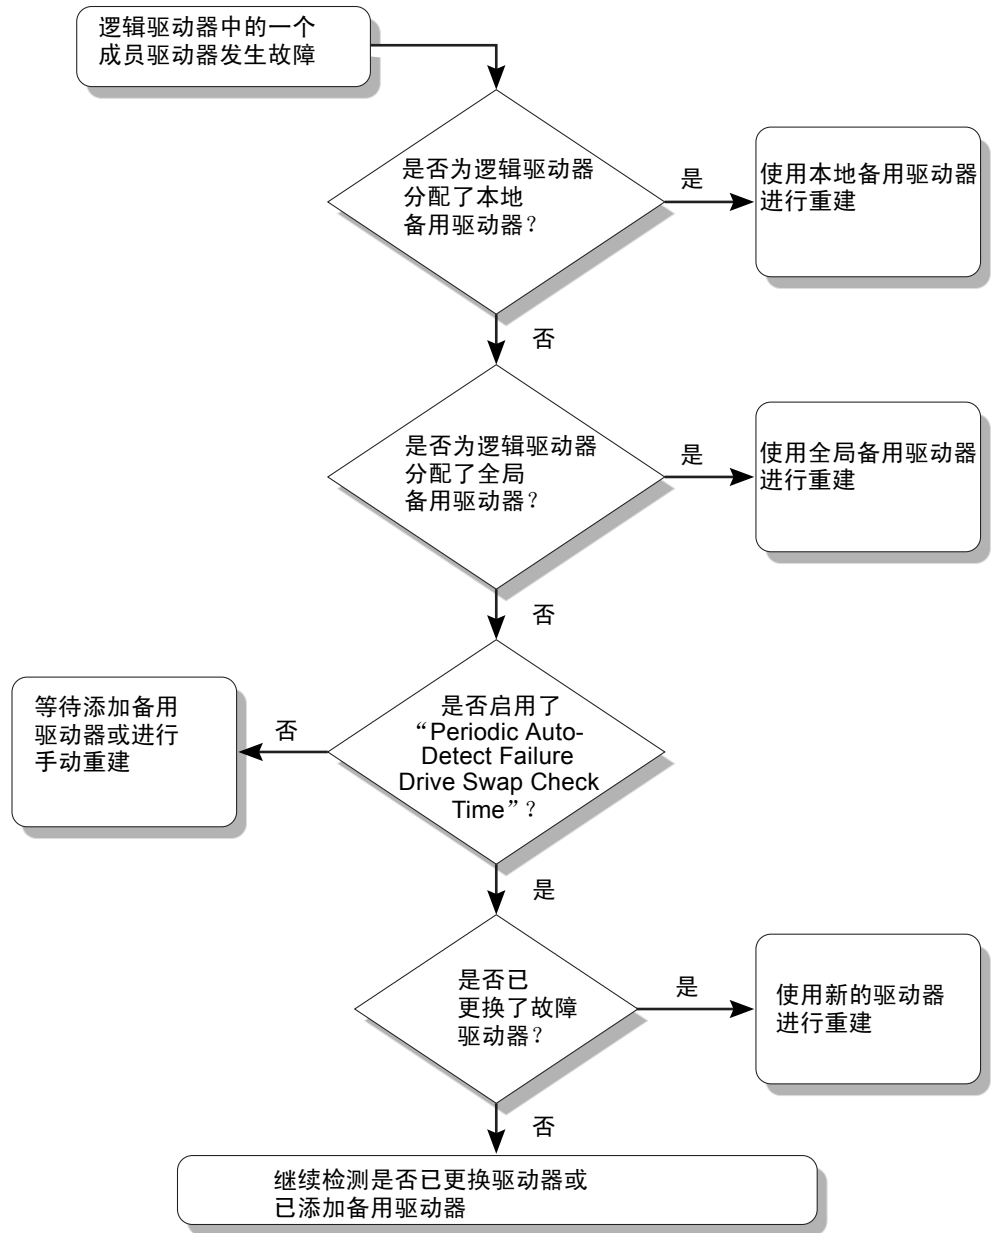 逻辑驱动器中的一个
成员驱动器发生故障
是否为逻辑驱动器
分配了本地
备用驱动器?
是
使用本地备用驱动器
进行重建
否
是否为逻辑驱动器
分配了全局
备用驱动器?
是
使用全局备用驱动器
进行重建
否
是否启用了
“Periodic Auto-
Detect Failure
Drive Swap Check
Time”?
否
等待添加备用
驱动器或进行
手动重建
是
是否已
更换了故障
驱动器?
是
使用新的驱动器
进行重建
否
继续检测是否已更换驱动器或
已添加备用驱动器